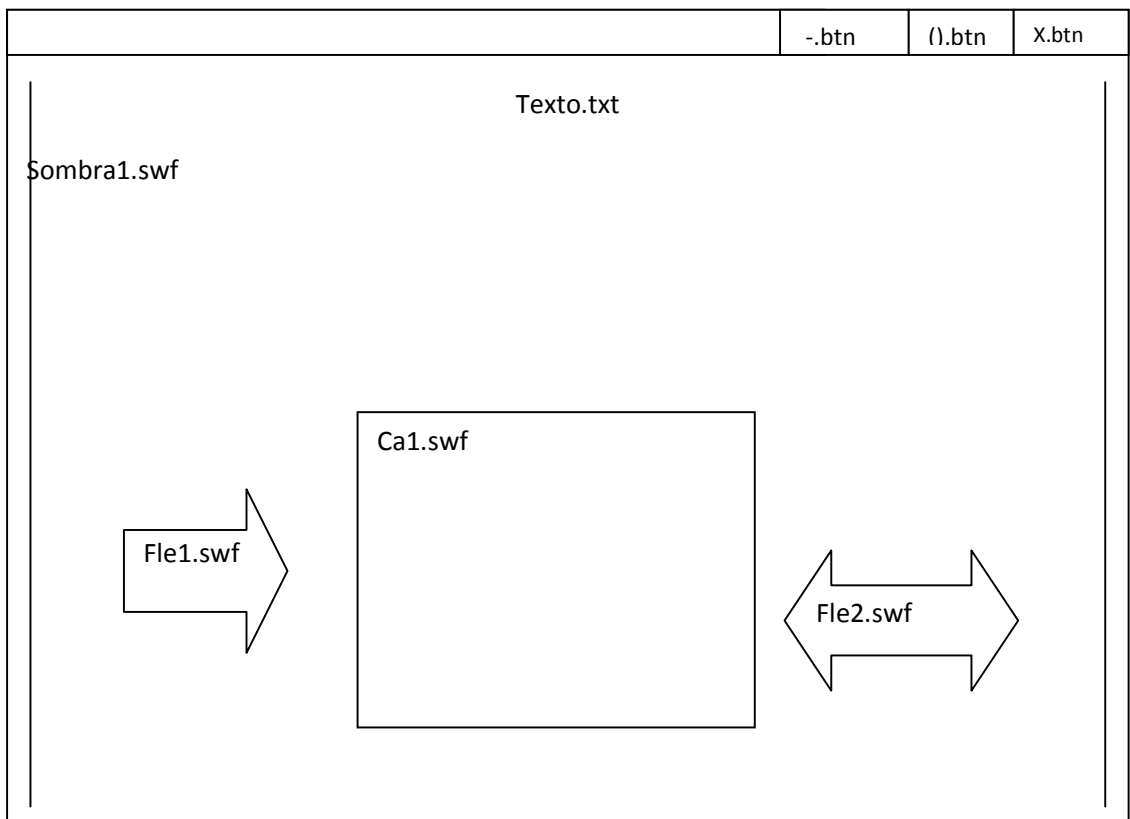 -.btn
().btn
X.btn
Texto.txt
Sombra1.swf
Ca1.swf
Fle1.swf
Fle2.swf